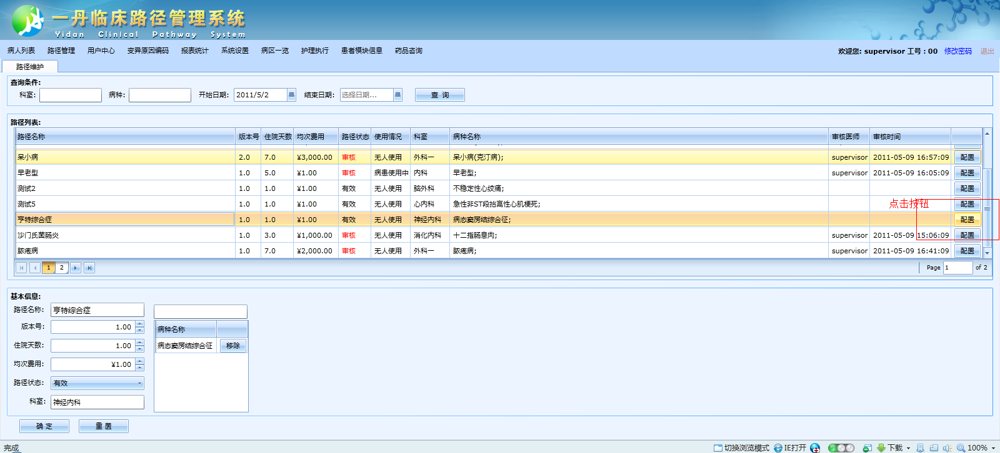 一丹临床路径管理系统
Yidan Clinical Pathway System
病人列表 路径管理 用户中心 变异原因编码 报表统计 系统设置 病区一览 护理执行 患者模块信息 药品咨询 欢迎您: supervisor 工号 : 00 修改密码 退出
路径维护
查询条件:
科室: 病种: 开始日期: 2011/5/2 结束日期: 选择日期... 查 询
路径列表:
路径名称 版本号 住院天数 均次费用 路径状态 使用情况 科室 病种名称 审核医师 审核时间
呆小病 2.0 7.0 ¥3,000.00 审核 无人使用 外科一 呆小病(克汀病); supervisor 2011-05-09 16:57:09 配置
早老型 1.0 5.0 ¥1.00 审核 病患使用中 内科 早老型; supervisor 2011-05-09 16:05:09 配置
测试2 1.0 1.0 ¥1.00 有效 无人使用 脑外科 不稳定性心绞痛; 配置
测试5 1.0 1.0 ¥1.00 有效 无人使用 心内科 急性非ST段抬高性心肌梗死; 点击按钮 配置
亨特综合症 1.0 1.0 ¥1.00 有效 无人使用 神经内科 病态窦房结综合征; 配置
沙门氏菌肠炎 1.0 3.0 ¥1,000.00 审核 无人使用 消化内科 十二指肠息肉; supervisor 2011-05-09 15:06:09 配置
脓疱病 1.0 7.0 ¥2,000.00 审核 无人使用 外科一 脓疱病; supervisor 2011-05-09 16:41:09 配置
1 2 Page 1 of 2
基本信息:
路径名称: 亨特综合症
版本号: 1.00 病种名称
住院天数: 1.00 病态窦房结综合征 移除
均次费用: ¥1.00
路径状态: 有效
科室: 神经内科
确 定 重 置
完成 切换浏览模式 IE打开 下载 100%